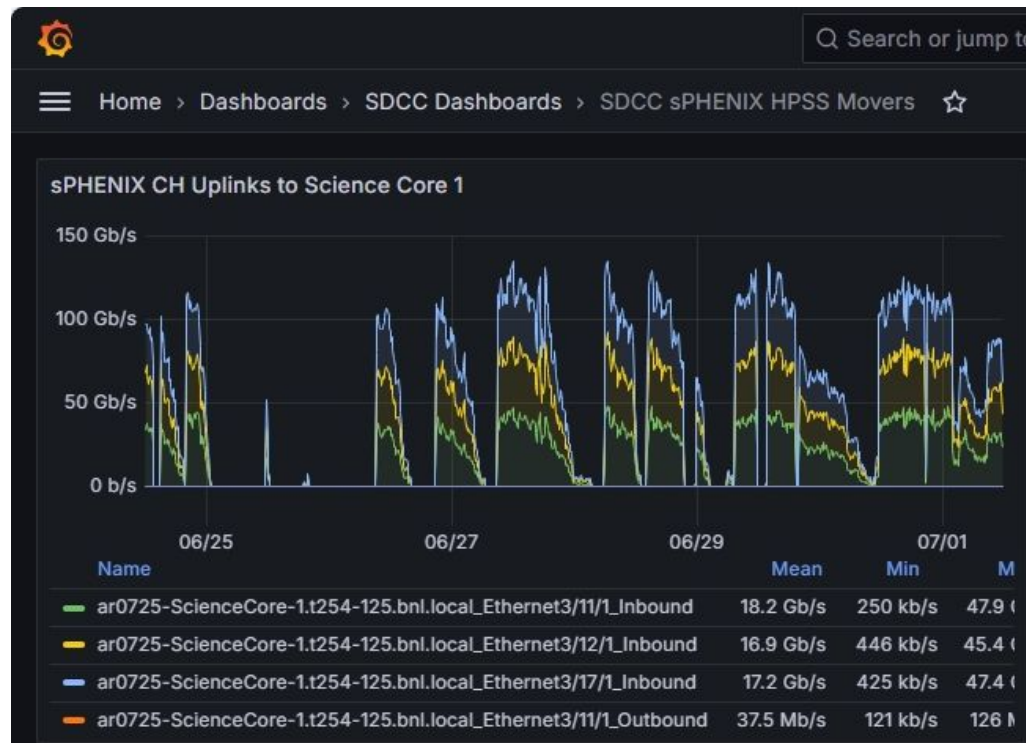 Search or jump
Home > Dashboards > SDCC Dashboards > SDCC sPHENIX HPSS Movers
sPHENIX CH Uplinks to Science Core 1
150 Gb/s
100 Gb/s
50 Gb/s
0 b/s
06/25 06/27 06/29 07/01
Name Mean Min M
ar0725-ScienceCore-1.t254-125.bnl.local_Ethernet3/11/1_Inbound 18.2 Gb/s 250 kb/s 47.9
ar0725-ScienceCore-1.t254-125.bnl.local_Ethernet3/12/1_Inbound 16.9 Gb/s 446 kb/s 45.4
ar0725-ScienceCore-1.t254-125.bnl.local_Ethernet3/17/1_Inbound 17.2 Gb/s 425 kb/s 47.4
ar0725-ScienceCore-1.t254-125.bnl.local_Ethernet3/11/1_Outbound 37.5 Mb/s 121 kb/s 126